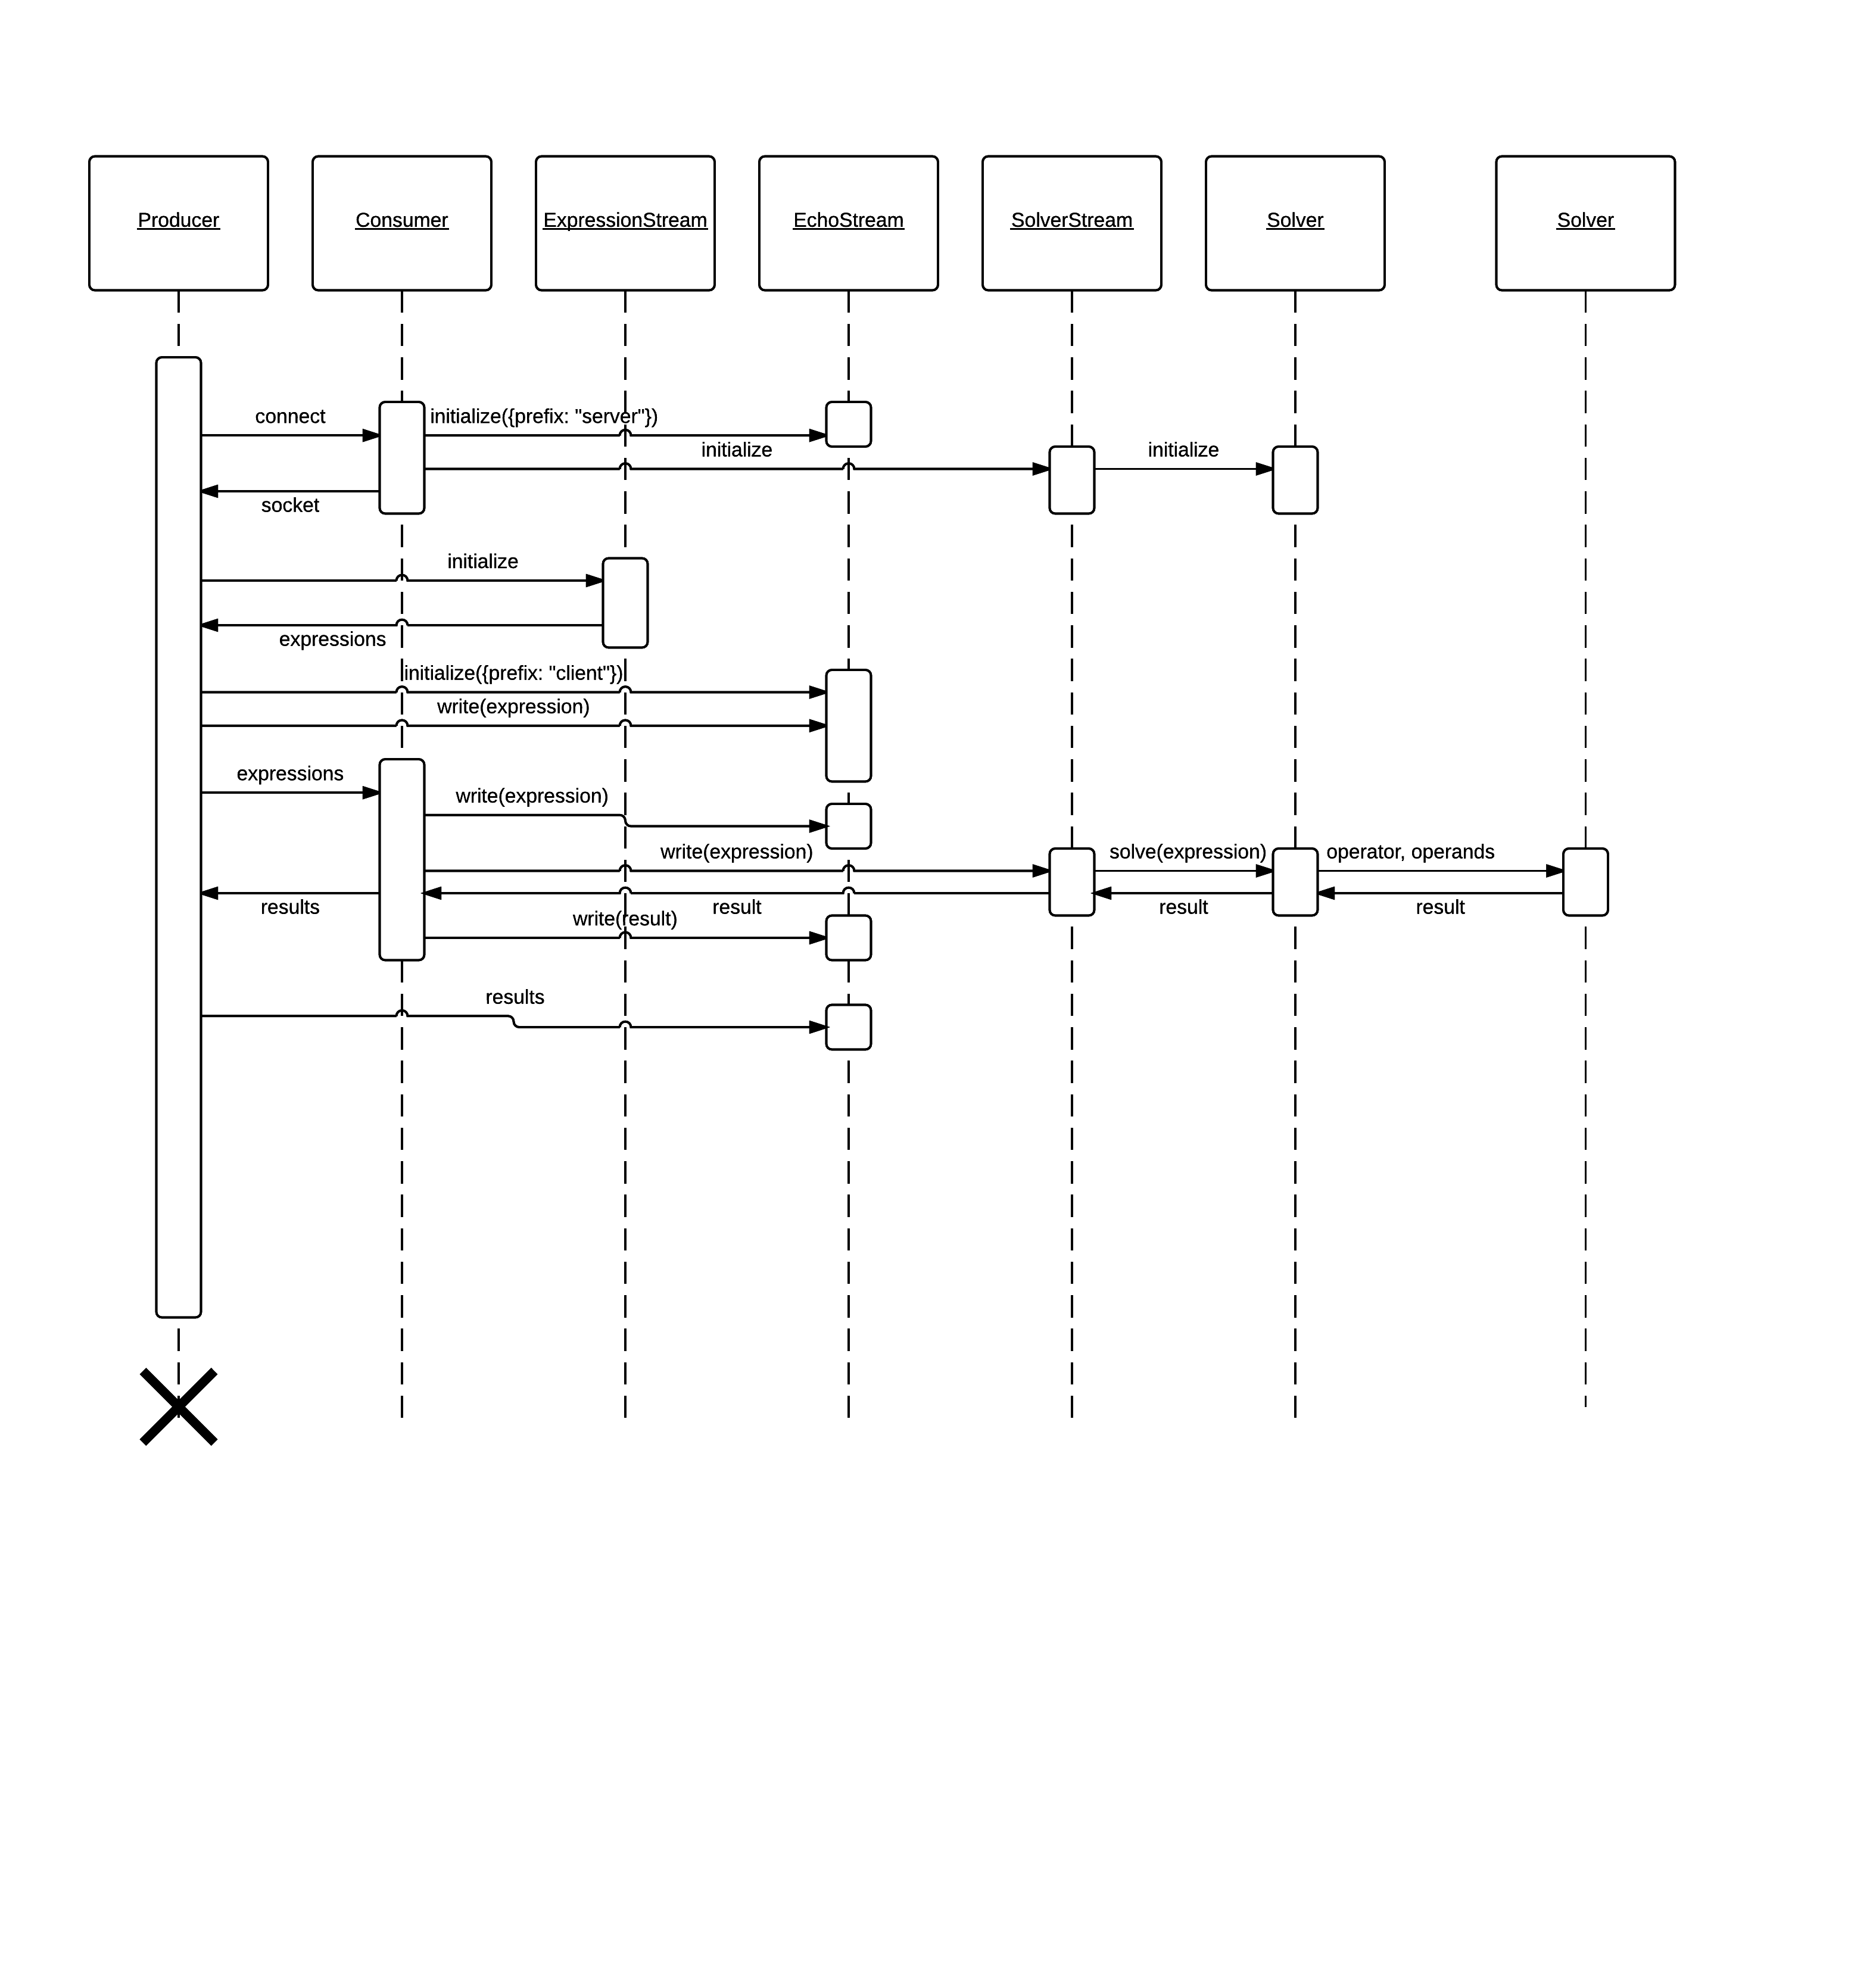 Producer
Consumer
ExpressionStream
EchoStream
SolverStream
Solver
Solver
connect
initialize({prefix: "server"})
initialize
initialize
socket
initialize
expressions
initialize({prefix: "client"})
write(expression)
expressions
write(expression)
write(expression)
solve(expression)
operator, operands
results
result
result
result
write(result)
results